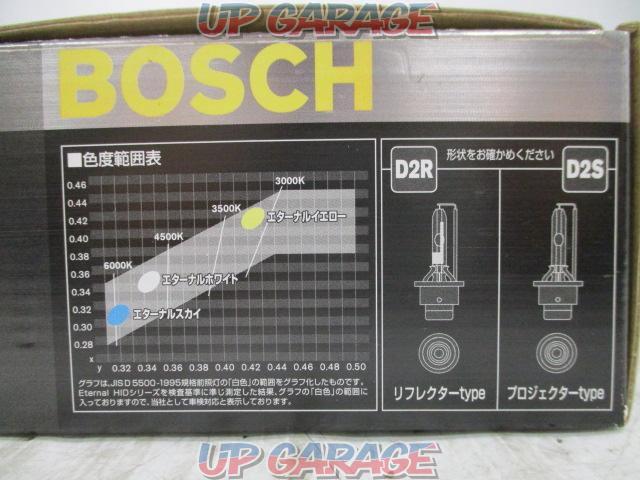 UP GARAGE
BOSCH
■色度範囲表
0.46
0.44
0.42
0.40
0.38
0.36
0.34
0.32
0.30
0.28
x
y 0.32 0.34 0.36 0.38 0.40 0.42 0.44 0.46 0.48 0.50
3000K
3500K
4500K
6000K
エターナルイエロー
エターナルホワイト
エターナルスカイ
グラフは、JIS D 5500-1995規格前照灯の「白色」の範囲をグラフ化したものです。
Eternal HIDシリーズを検査基準に準じ測定した結果、グラフの「白色」の範囲に
入っておりますので、当社として車検対応と表示しております。
形状をお確かめください
D2R
D2S
リフレクターtype
プロジェクターtype
UP GARAGE